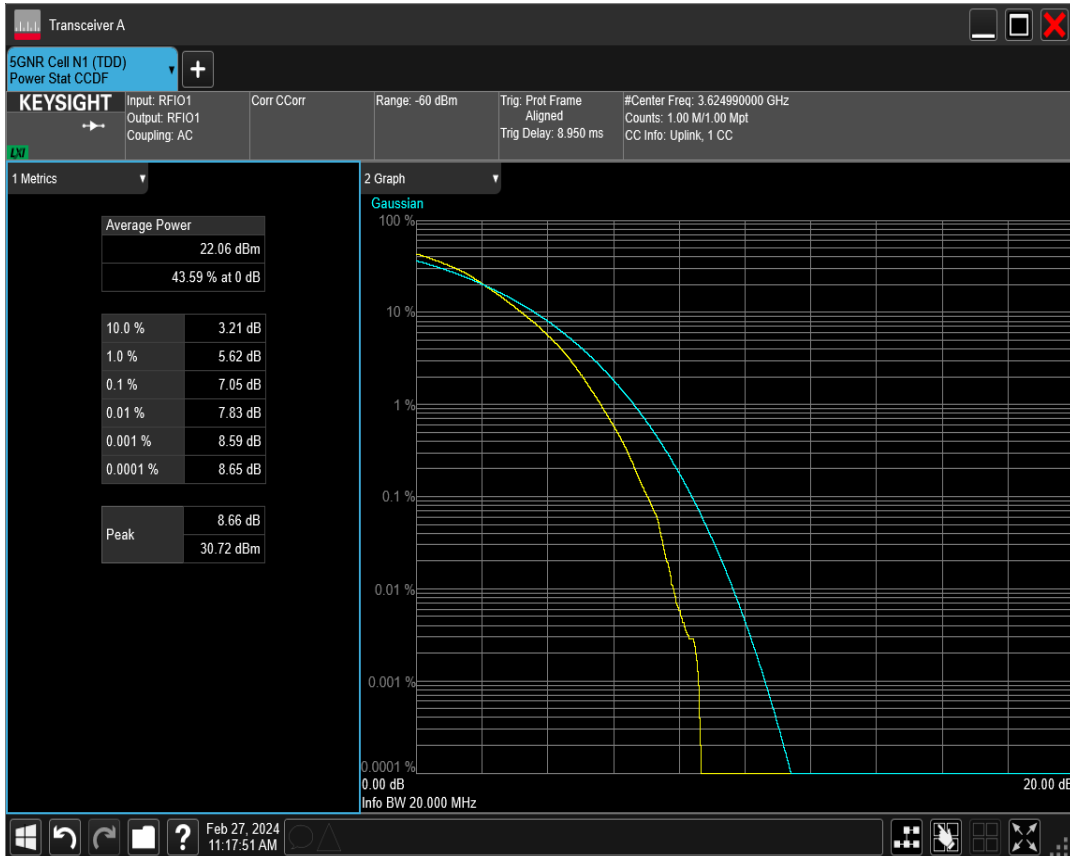 Transceiver A
5GNR Cell N1 (TDD)
Power Stat CCDF
+
KEYSIGHT
LXI
Input: RFIO1
Output: RFIO1
Coupling: AC
Corr CCorr
Range: -60 dBm
Trig: Prot Frame
Aligned
Trig Delay: 8.950 ms
#Center Freq: 3.624990000 GHz
Counts: 1.00 M/1.00 Mpt
CC Info: Uplink, 1 CC
1 Metrics
Average Power
22.06 dBm
43.59 % at 0 dB
10.0 % 3.21 dB
1.0 % 5.62 dB
0.1 % 7.05 dB
0.01 % 7.83 dB
0.001 % 8.59 dB
0.0001 % 8.65 dB
Peak
8.66 dB
30.72 dBm
2 Graph
Gaussian
100 %
10 %
1 %
0.1 %
0.01 %
0.001 %
0.0001 %
0.00 dB 20.00 dB
Info BW 20.000 MHz
?
Feb 27, 2024
11:17:51 AM